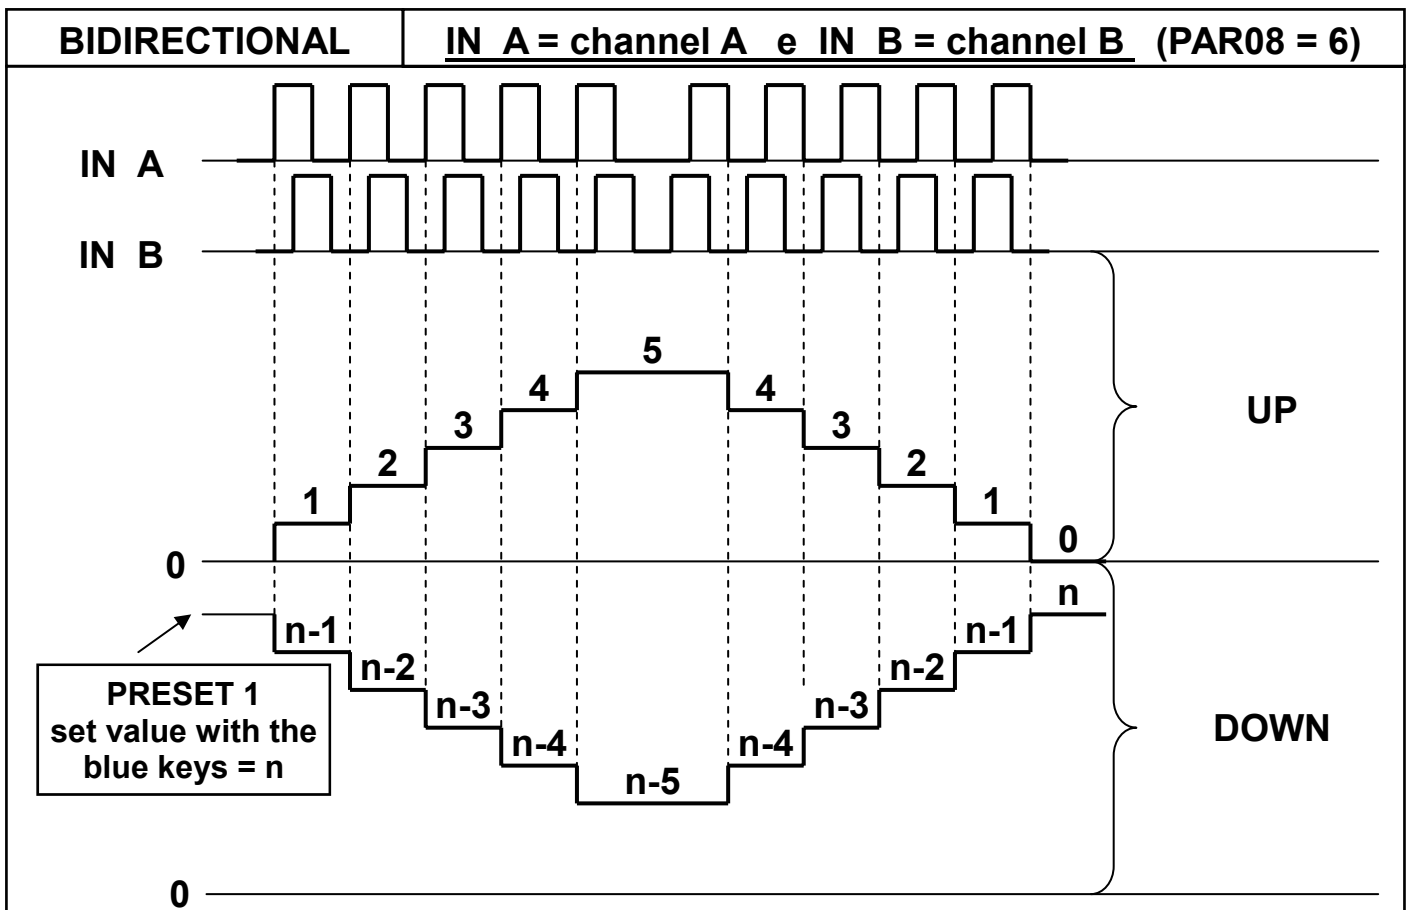 BIDIRECTIONAL
IN A = channel A e IN B = channel B (PAR08 = 6)
IN A
IN B
5
4 4
3 3
UP
2 2
1 1
0
0
n
n-1 n-1
n-2 n-2
PRESET 1
set value with the
blue keys = n
n-3 n-3
n-4 n-4
DOWN
n-5
0